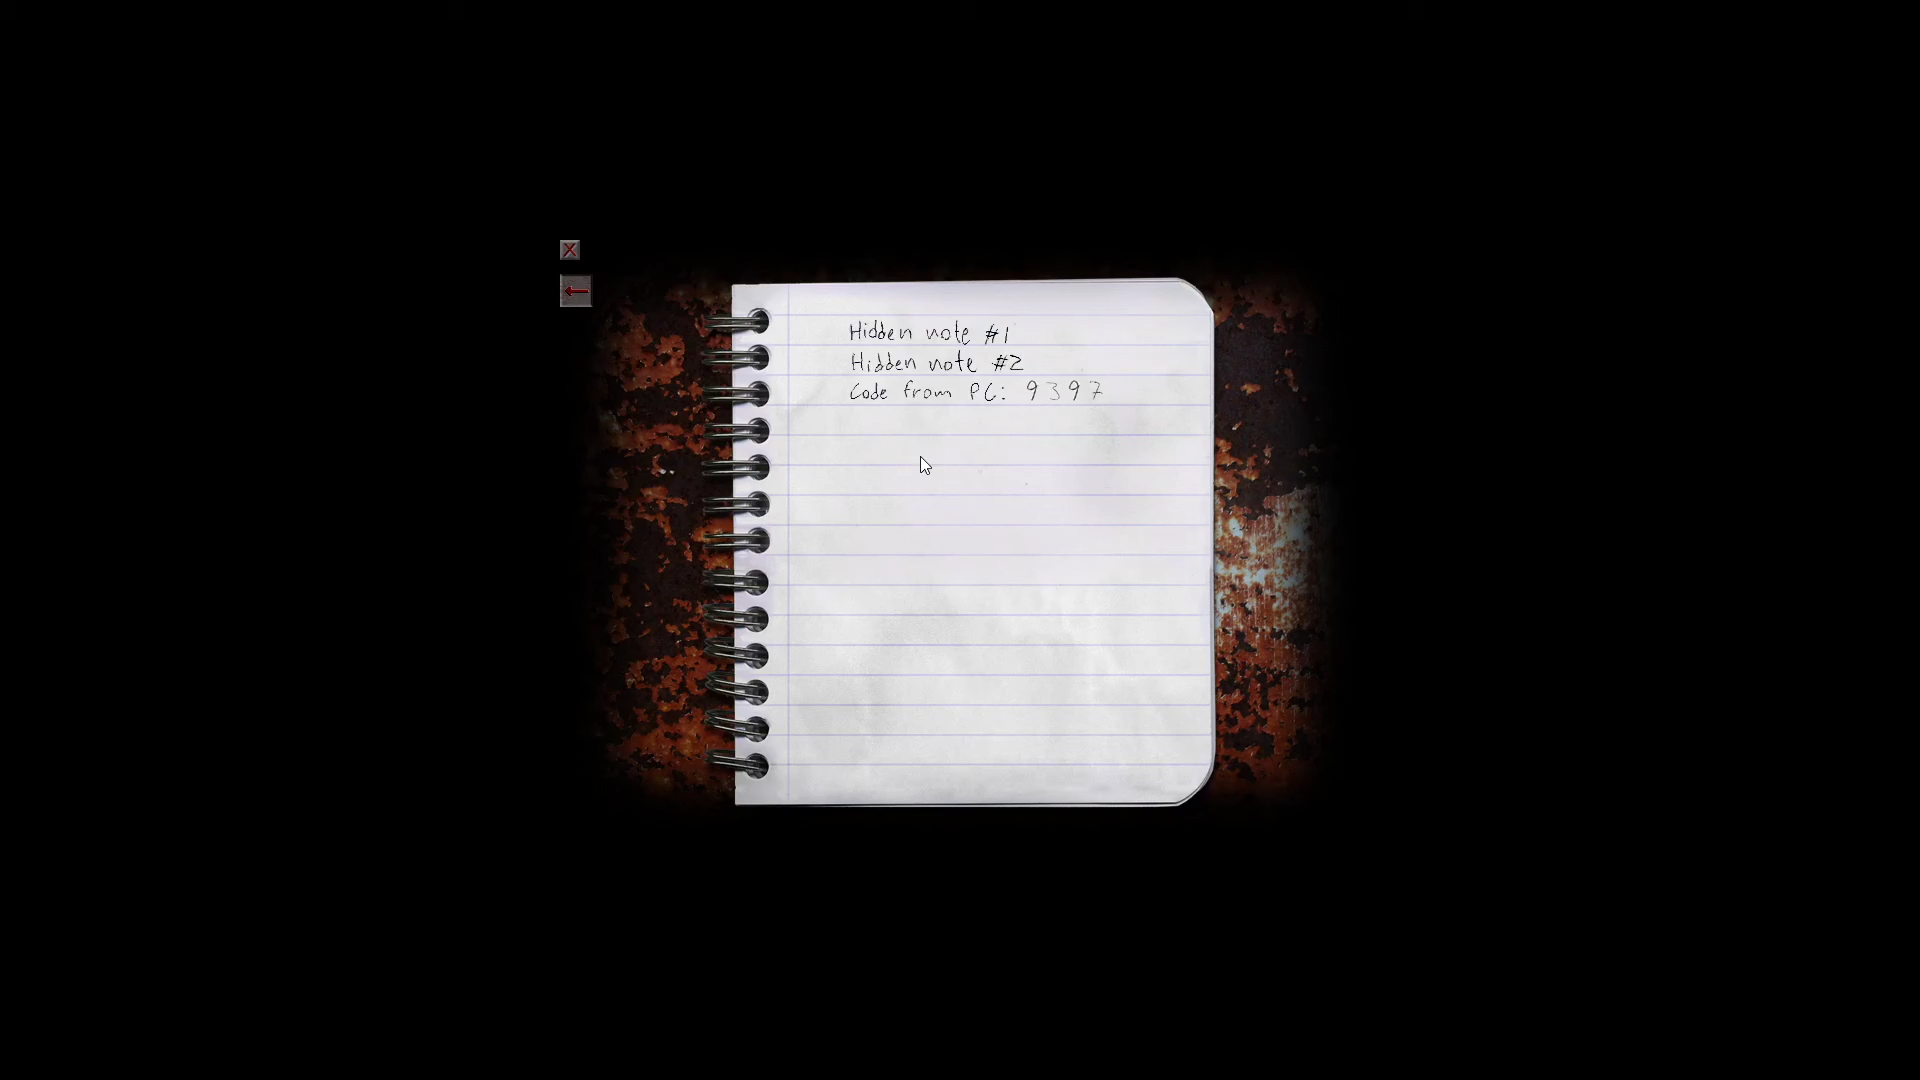 Hidden note #1
Hidden note #2
Code from PC: 9397